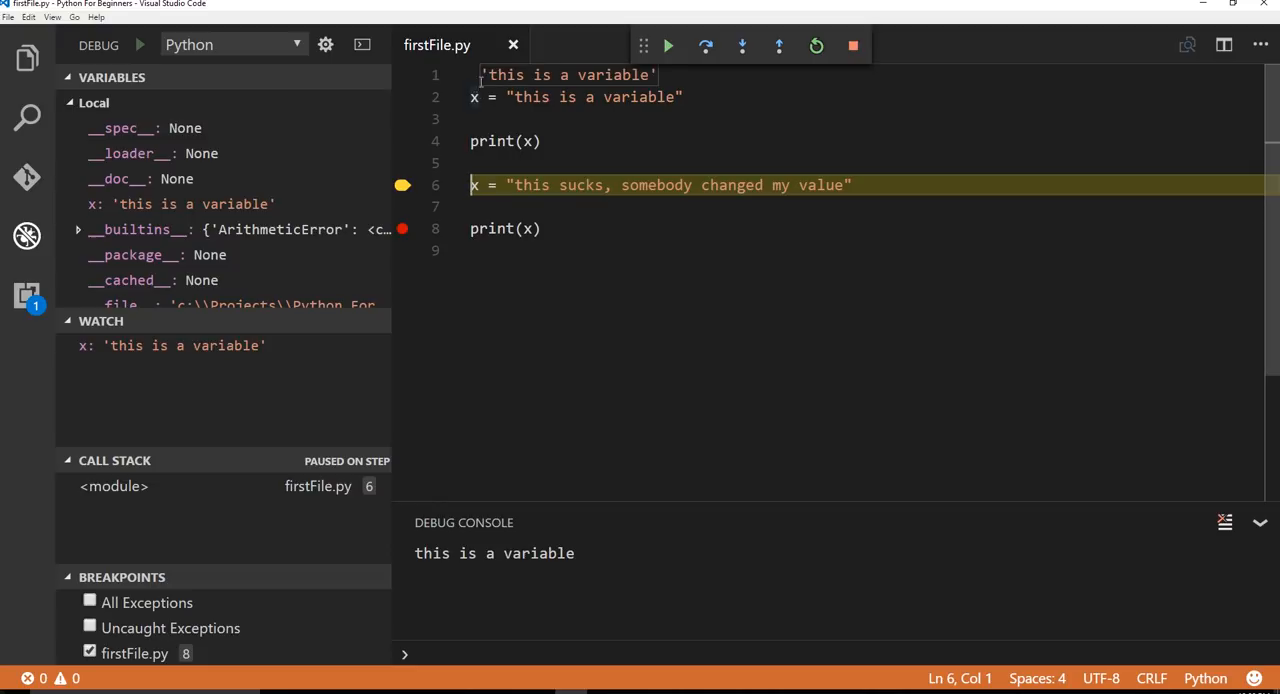 firstFile.py - Python For Beginners - Visual Studio Code
File Edit View Go Help
DEBUG Python
VARIABLES
Local
__spec__: None
__loader__: None
__doc__: None
x: 'this is a variable'
__builtins__: {'ArithmeticError': <c...
__package__: None
__cached__: None
__file__: 'c:\\Projects\\Python For
WATCH
x: 'this is a variable'
CALL STACK PAUSED ON STEP
<module> firstFile.py 6
BREAKPOINTS
All Exceptions
Uncaught Exceptions
firstFile.py 8
1
firstFile.py
1 'this is a variable'
2 x = "this is a variable"
3
4 print(x)
5
6 x = "this sucks, somebody changed my value"
7
8 print(x)
9
DEBUG CONSOLE
this is a variable
0 0 Ln 6, Col 1 Spaces: 4 UTF-8 CRLF Python